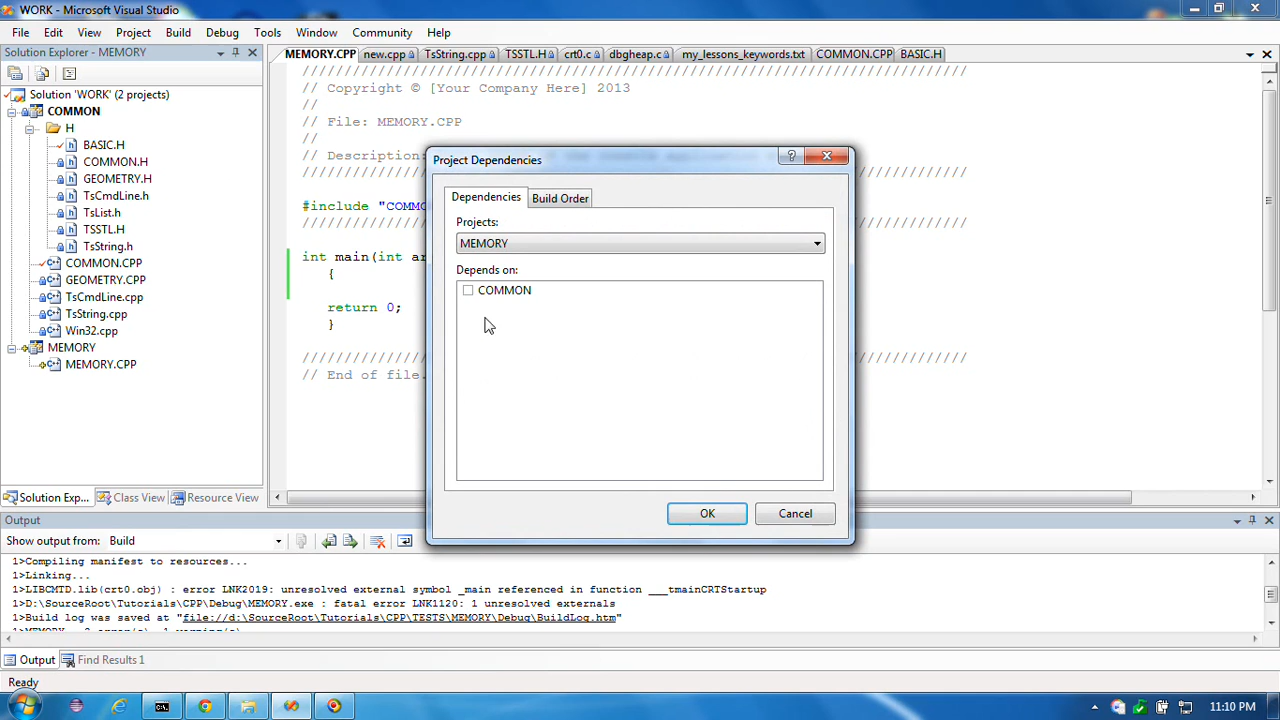 WORK - Microsoft Visual Studio
File Edit View Project Build Debug Tools Window Community Help
Solution Explorer - MEMORY
MEMORY.CPP new.cpp TsString.cpp TSSTL.H crt0.c dbgheap.c my_lessons_keywords.txt COMMON.CPP BASIC.H
Solution 'WORK' (2 projects)
COMMON
H
BASIC.H
COMMON.H
GEOMETRY.H
TsCmdLine.h
TsList.h
TSSTL.H
TsString.h
COMMON.CPP
GEOMETRY.CPP
TsCmdLine.cpp
TsString.cpp
Win32.cpp
MEMORY
MEMORY.CPP
Solution Exp... Class View Resource View
//////////////////////////////////////////////////////////////////////////////
// Copyright © [Your Company Here] 2013
//
// File: MEMORY.CPP
//
// Description:
#include "COMMO
int main(int ar
{
return 0;
}
// End of file.
Project Dependencies
Dependencies Build Order
Projects:
MEMORY
Depends on:
COMMON
OK Cancel
Output
Show output from: Build
1>Compiling manifest to resources...
1>Linking...
1>LIBCMTD.lib(crt0.obj) : error LNK2019: unresolved external symbol _main referenced in function ___tmainCRTStartup
1>D:\SourceRoot\Tutorials\CPP\Debug\MEMORY.exe : fatal error LNK1120: 1 unresolved externals
1>Build log was saved at "file://d:\SourceRoot\Tutorials\CPP\TESTS\MEMORY\Debug\BuildLog.htm"
Output Find Results 1
Ready
11:10 PM